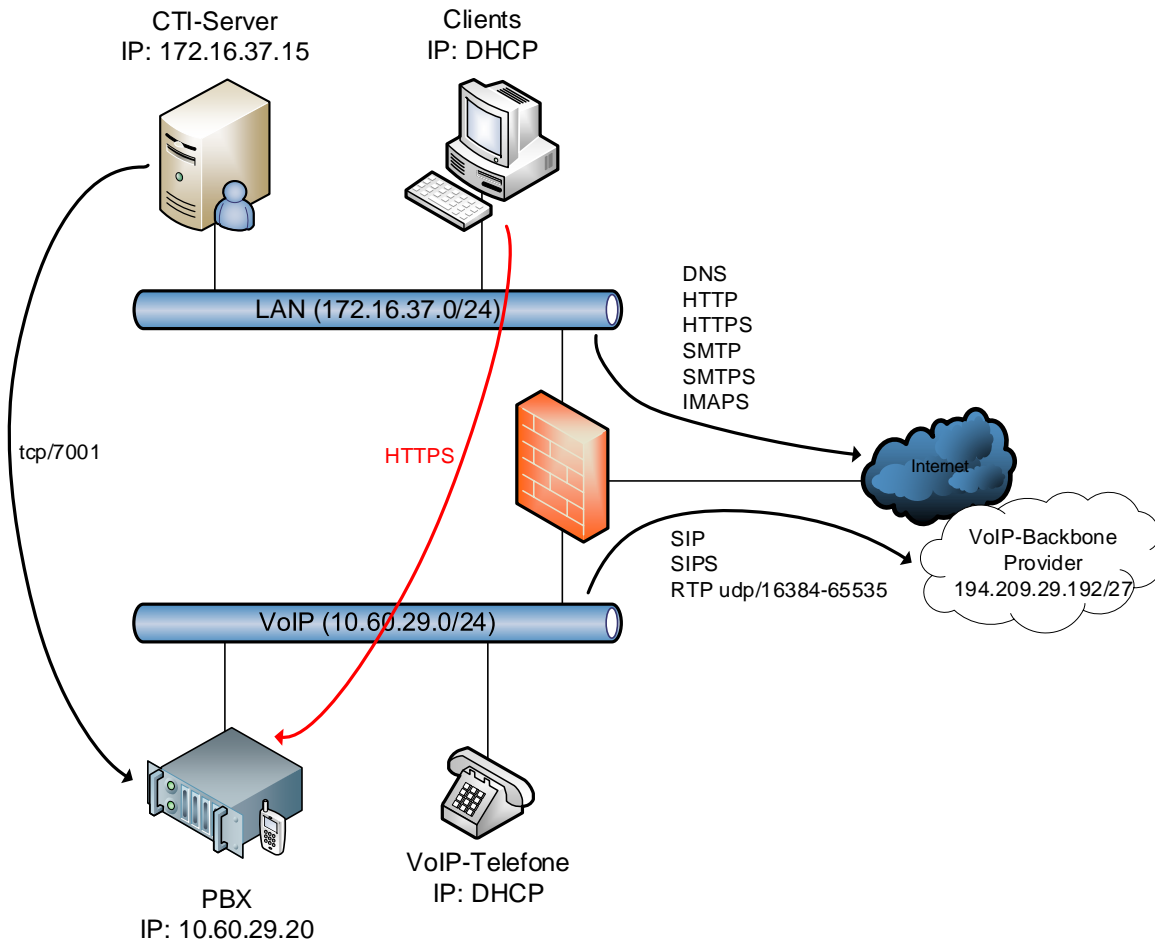 CTI-Server
IP: 172.16.37.15
Clients
IP: DHCP
LAN (172.16.37.0/24)
DNS
HTTP
HTTPS
SMTP
SMTPS
IMAPS
tcp/7001
HTTPS
Internet
SIP
SIPS
RTP udp/16384-65535
VoIP-Backbone
Provider
194.209.29.192/27
VoIP (10.60.29.0/24)
PBX
IP: 10.60.29.20
VoIP-Telefone
IP: DHCP